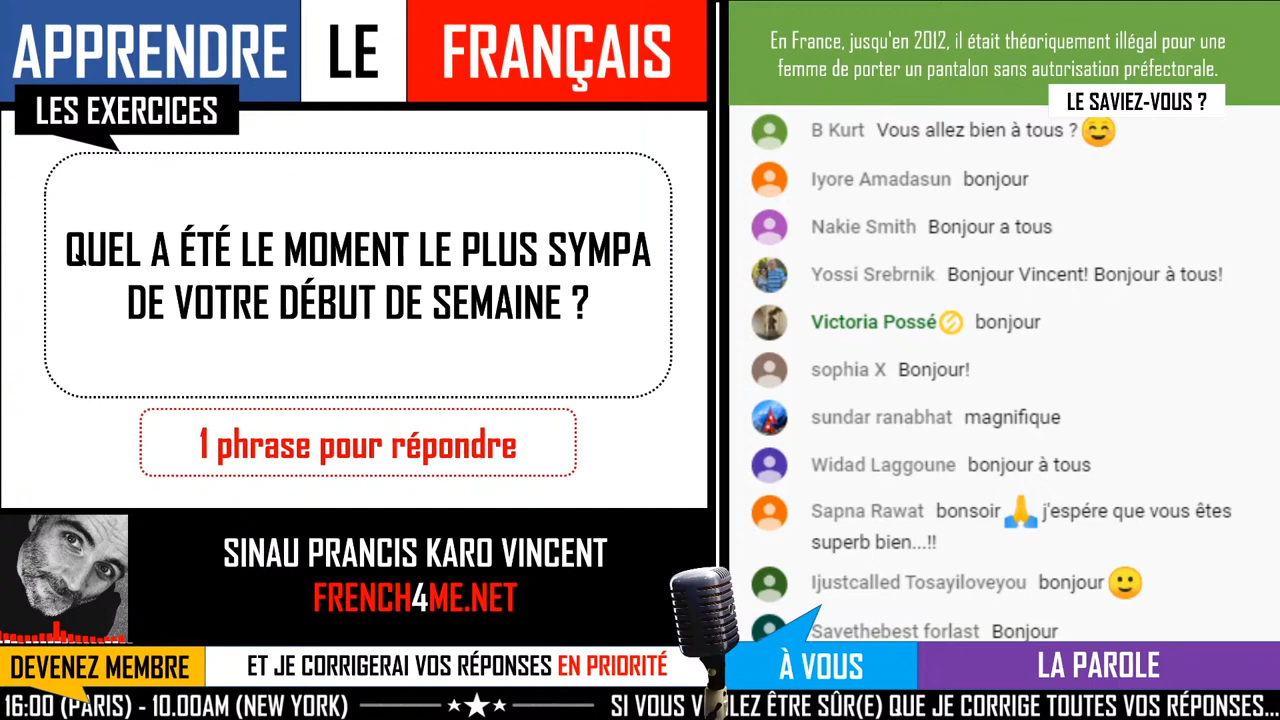 APPRENDRE LE FRANÇAIS
LES EXERCICES
QUEL A ÉTÉ LE MOMENT LE PLUS SYMPA
DE VOTRE DÉBUT DE SEMAINE ?
1 phrase pour répondre
SINAU PRANCIS KARO VINCENT
FRENCH4ME.NET
DEVENEZ MEMBRE
ET JE CORRIGERAI VOS RÉPONSES EN PRIORITÉ
En France, jusqu'en 2012, il était théoriquement illégal pour une
femme de porter un pantalon sans autorisation préfectorale.
LE SAVIEZ-VOUS ?
B Kurt Vous allez bien à tous ? 😊
Iyore Amadasun bonjour
Nakie Smith Bonjour a tous
Yossi Srebrnik Bonjour Vincent! Bonjour à tous!
Victoria Possé bonjour
sophia X Bonjour!
sundar ranabhat magnifique
Widad Laggoune bonjour à tous
Sapna Rawat bonsoir 🙏 j'espére que vous êtes
superb bien...!!
Ijustcalled Tosayiloveyou bonjour 🙂
Savethebest forlast Bonjour
À VOUS
LA PAROLE
16:00 (PARIS) - 10.00AM (NEW YORK) ★ SI VOUS LEZ ÊTRE SÛR(E) QUE JE CORRIGE TOUTES VOS RÉPONSES...